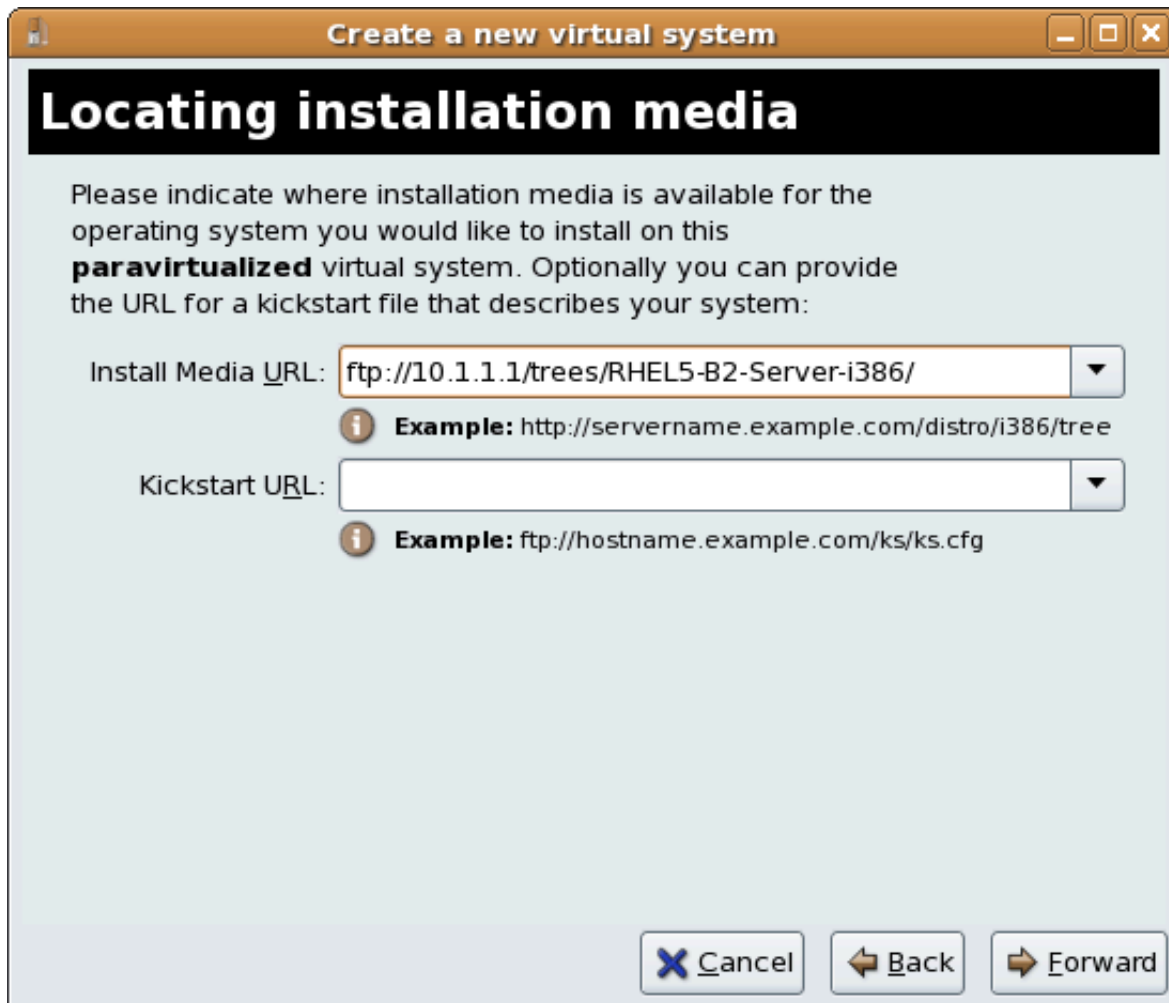 Create a new virtual system
Locating installation media
Please indicate where installation media is available for the
operating system you would like to install on this
paravirtualized virtual system. Optionally you can provide
the URL for a kickstart file that describes your system:
Install Media URL: ftp://10.1.1.1/trees/RHEL5-B2-Server-i386/
Example: http://servername.example.com/distro/i386/tree
Kickstart URL:
Example: ftp://hostname.example.com/ks/ks.cfg
Cancel Back Forward